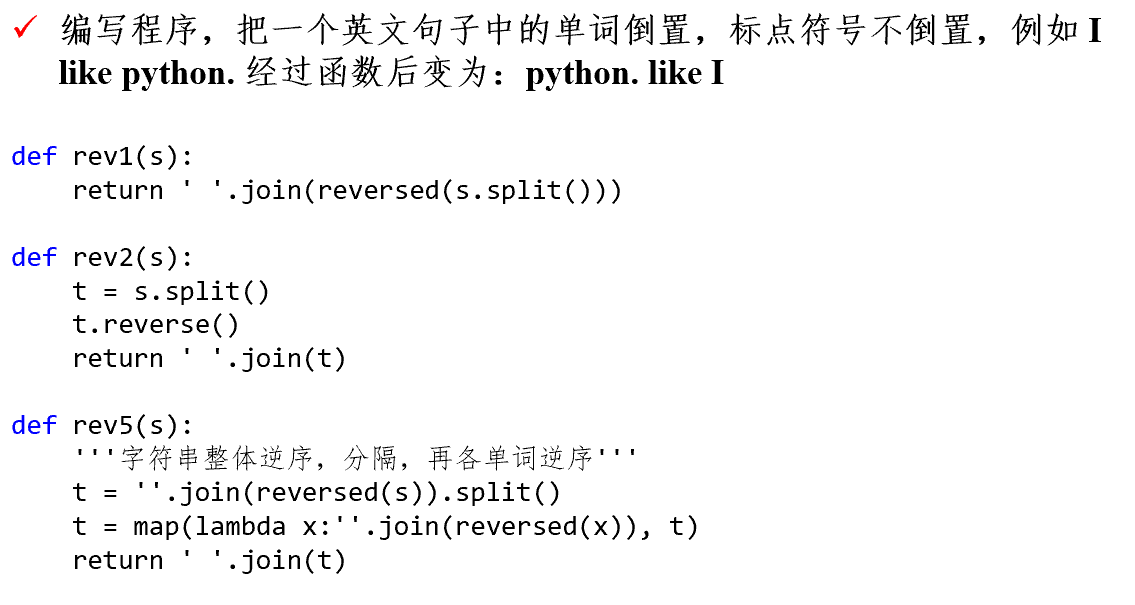 ✓ 编写程序，把一个英文句子中的单词倒置，标点符号不倒置，例如 I
like python. 经过函数后变为：python. like I
def rev1(s):
    return ' '.join(reversed(s.split()))
def rev2(s):
    t = s.split()
    t.reverse()
    return ' '.join(t)
def rev5(s):
    '''字符串整体逆序，分隔，再各单词逆序'''
    t = ''.join(reversed(s)).split()
    t = map(lambda x:''.join(reversed(x)), t)
    return ' '.join(t)